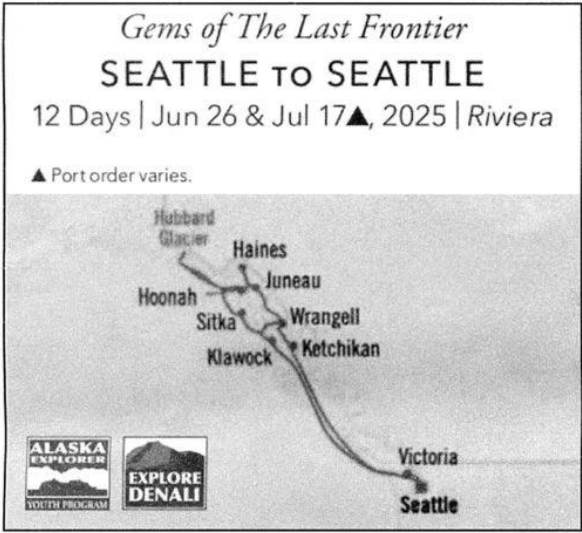 Gems of The Last Frontier
SEATTLE TO SEATTLE
12 Days | Jun 26 & Jul 17▲, 2025 | Riviera
▲ Port order varies.
Hubbard
Glacier
Haines
Juneau
Hoonah
Sitka
Wrangell
Klawock
Ketchikan
Victoria
Seattle
ALASKA
EXPLORER
YOUTH PROGRAM
EXPLORE
DENALI